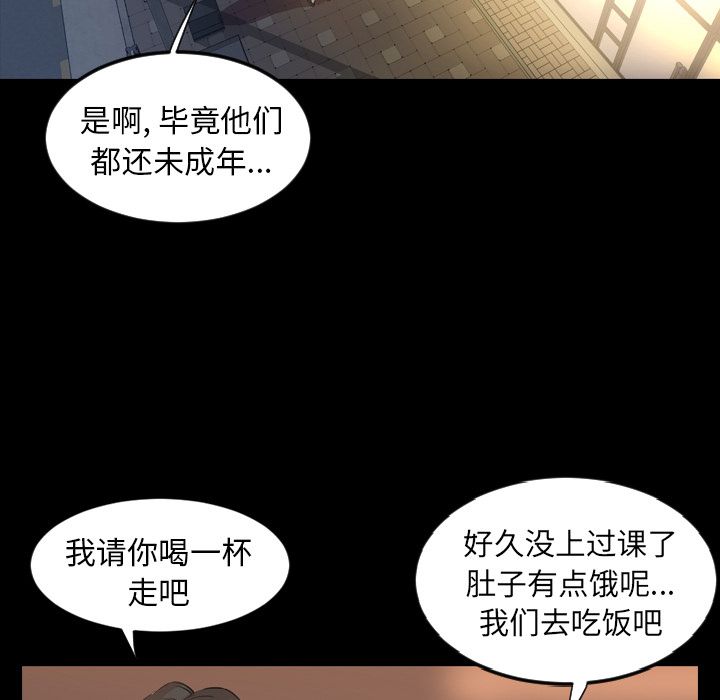 是啊, 毕竟他们
都还未成年...
我请你喝一杯
走吧
好久没上过课了
肚子有点饿呢...
我们去吃饭吧